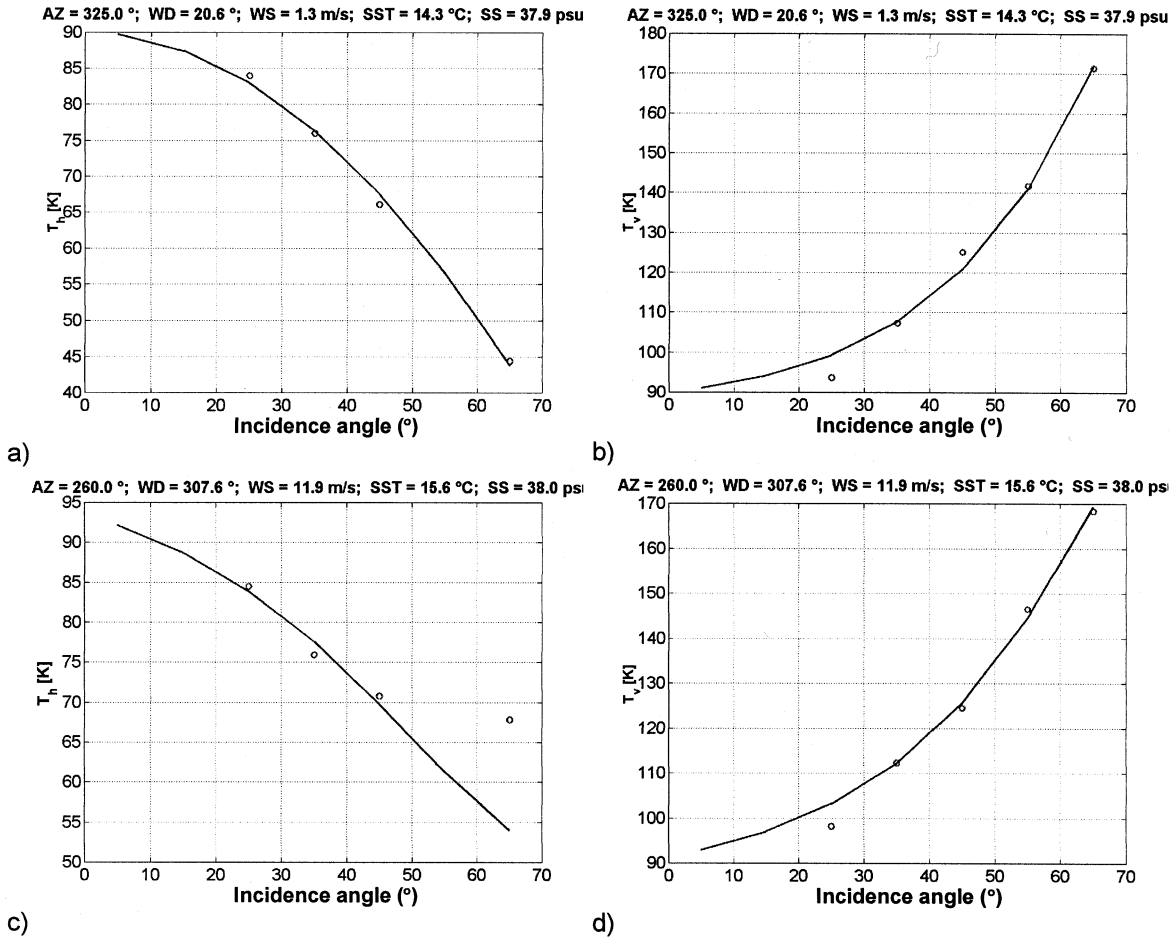 AZ = 325.0 °; WD = 20.6 °; WS = 1.3 m/s; SST = 14.3 °C; SS = 37.9 psu
90
85
80
75
70
65
60
55
50
45
40
T_h [K]
0 10 20 30 40 50 60 70
Incidence angle (°)
a)
AZ = 325.0 °; WD = 20.6 °; WS = 1.3 m/s; SST = 14.3 °C; SS = 37.9 psu
180
170
160
150
140
130
120
110
100
90
T_v [K]
0 10 20 30 40 50 60 70
Incidence angle (°)
b)
AZ = 260.0 °; WD = 307.6 °; WS = 11.9 m/s; SST = 15.6 °C; SS = 38.0 psu
95
90
85
80
75
70
65
60
55
50
T_h [K]
0 10 20 30 40 50 60 70
Incidence angle (°)
c)
AZ = 260.0 °; WD = 307.6 °; WS = 11.9 m/s; SST = 15.6 °C; SS = 38.0 psu
170
160
150
140
130
120
110
100
90
T_v [K]
0 10 20 30 40 50 60 70
Incidence angle (°)
d)